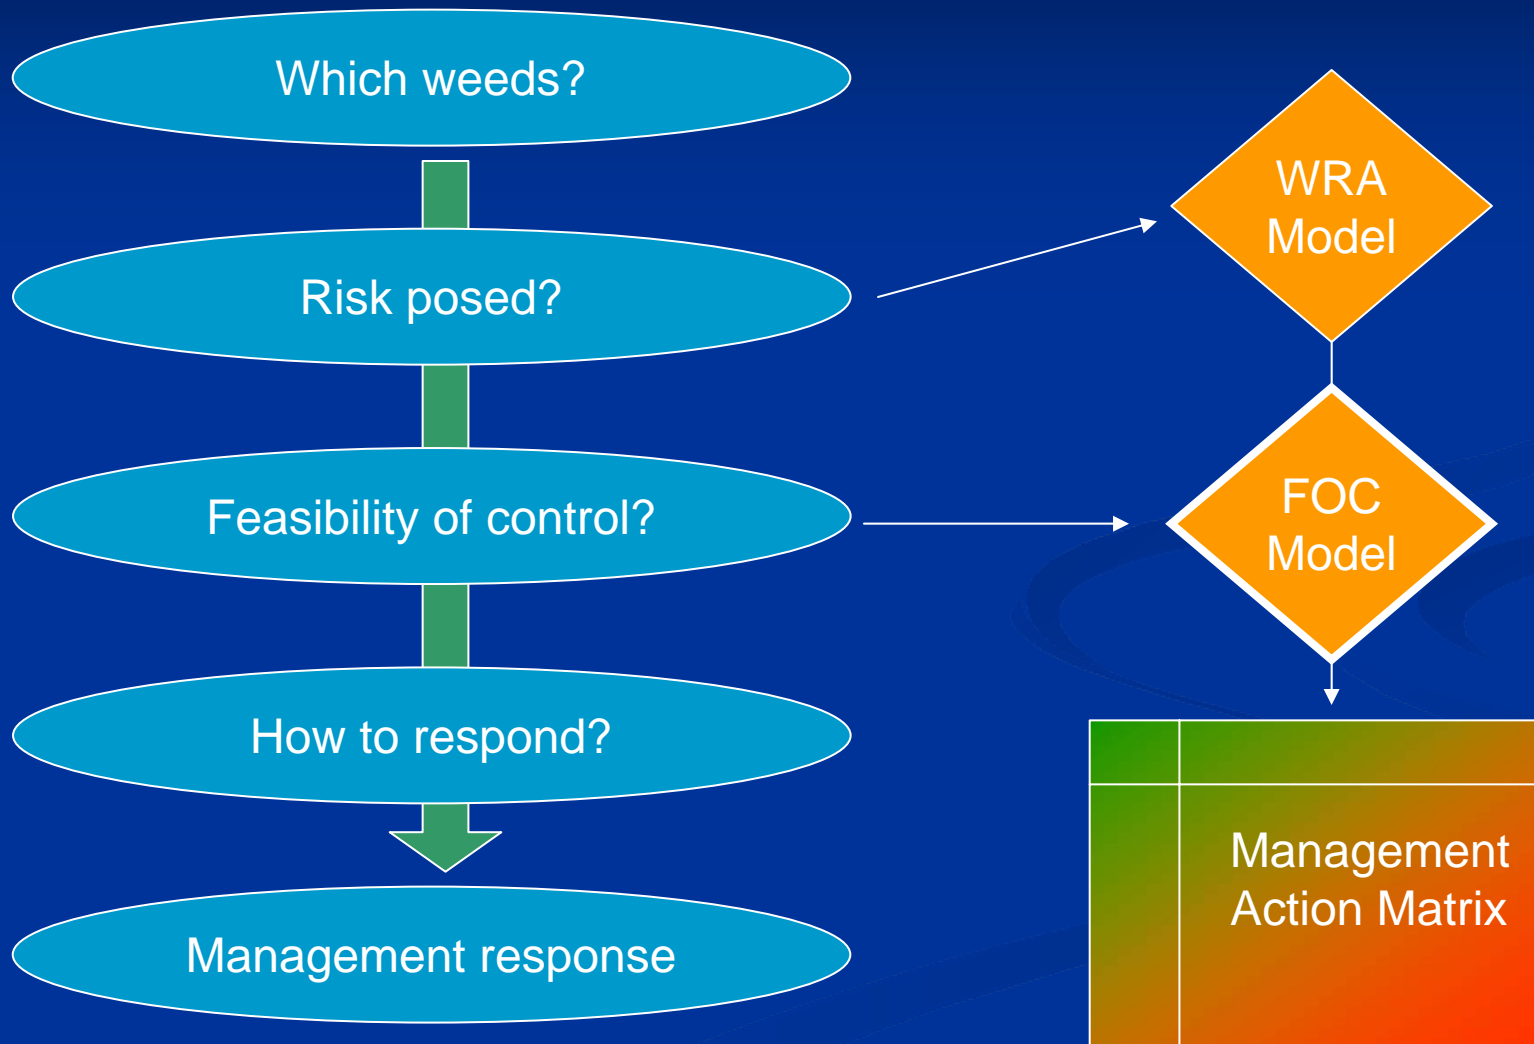 Which weeds?
Risk posed?
Feasibility of control?
How to respond?
Management response
WRA
Model
FOC
Model
Management
Action Matrix